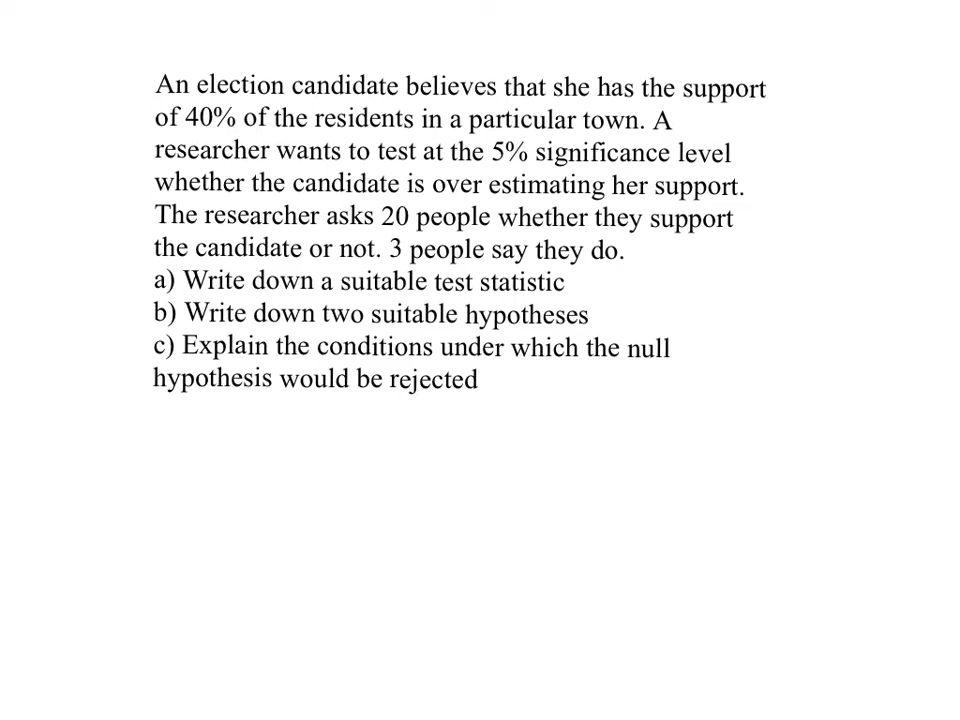 An election candidate believes that she has the support
of 40% of the residents in a particular town. A
researcher wants to test at the 5% significance level
whether the candidate is over estimating her support.
The researcher asks 20 people whether they support
the candidate or not. 3 people say they do.
a) Write down a suitable test statistic
b) Write down two suitable hypotheses
c) Explain the conditions under which the null
hypothesis would be rejected